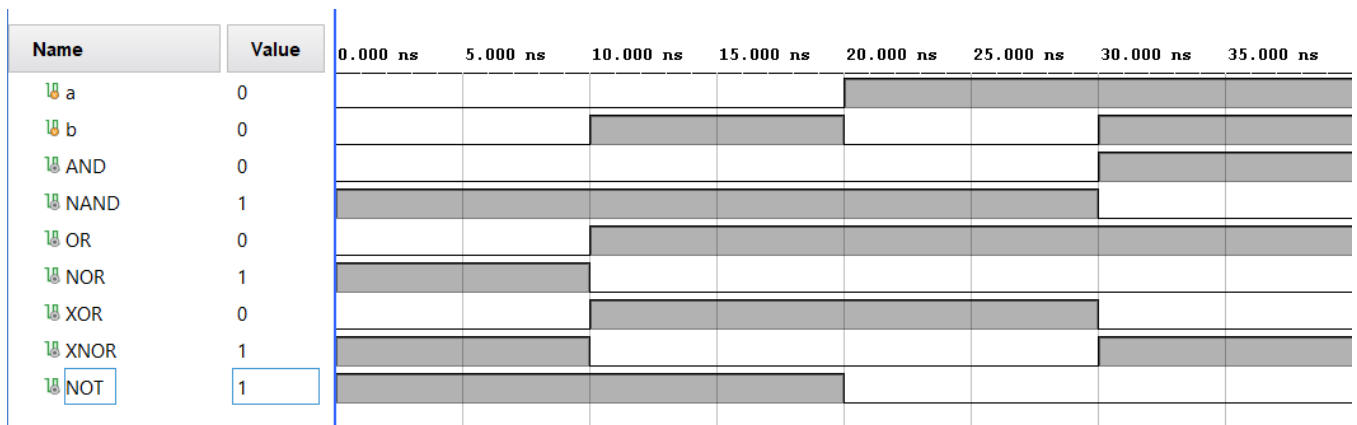 Name Value 0.000 ns 5.000 ns 10.000 ns 15.000 ns 20.000 ns 25.000 ns 30.000 ns 35.000 ns
a 0
b 0
AND 0
NAND 1
OR 0
NOR 1
XOR 0
XNOR 1
NOT 1